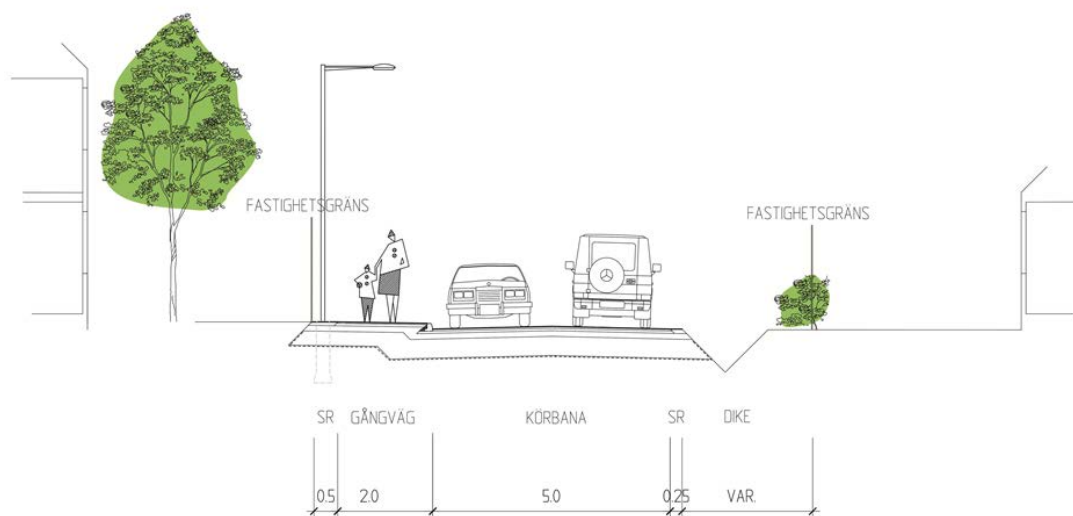 FASTIGHETSGRÄNS
FASTIGHETSGRÄNS
SR GÅNGVÄG KÖRBANA SR DIKE
0.5 2.0 5.0 0.25 VAR.